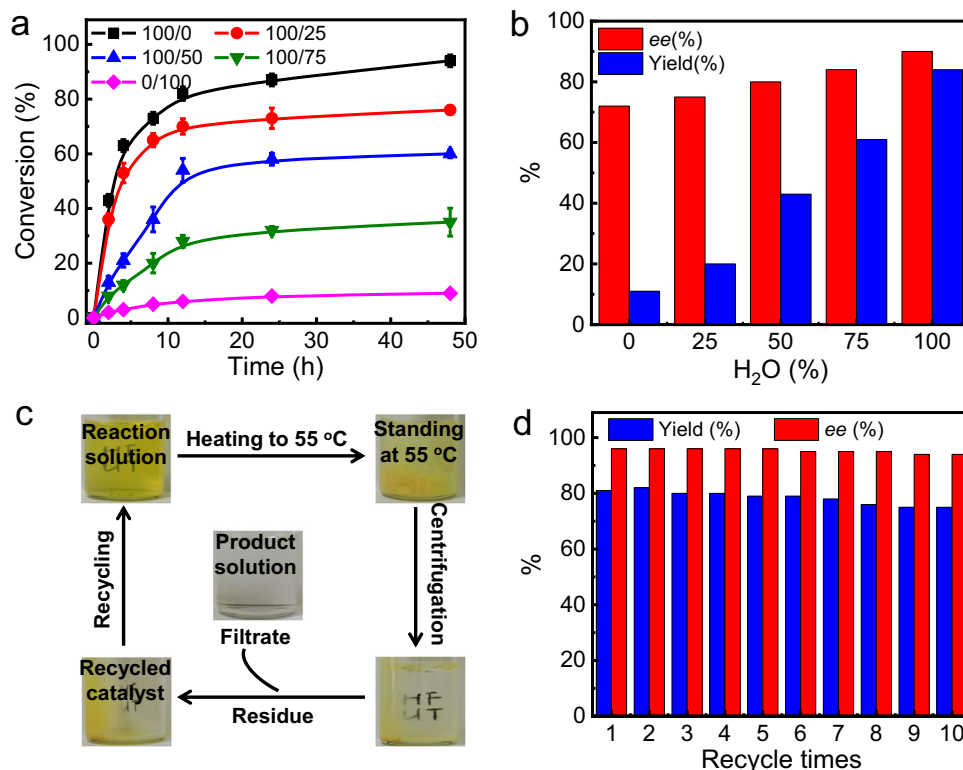 a
100/0
100/25
100/50
100/75
0/100
100
80
60
40
20
0
Conversion (%)
0
10
20
30
40
50
Time (h)
b
ee(%)
Yield(%)
100
80
60
40
20
0
%
0
25
50
75
100
H₂O (%)
c
Reaction
solution
Heating to 55 °C
Standing
at 55 °C
Centrifugation
Product
solution
Recycling
Filtrate
Recycled
catalyst
Residue
HF
UT
d
Yield (%)
ee (%)
100
80
60
40
20
0
%
1
2
3
4
5
6
7
8
9
10
Recycle times